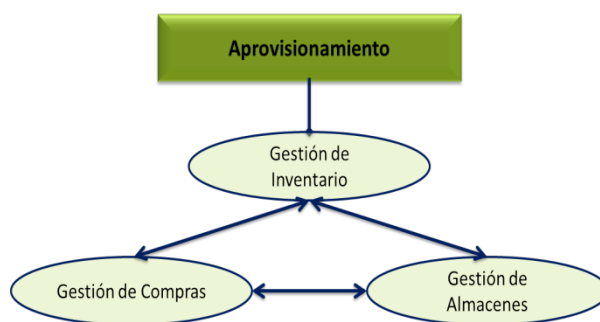 Aprovisionamiento
Gestión de
Inventario
Gestión de Compras
Gestión de
Almacenes